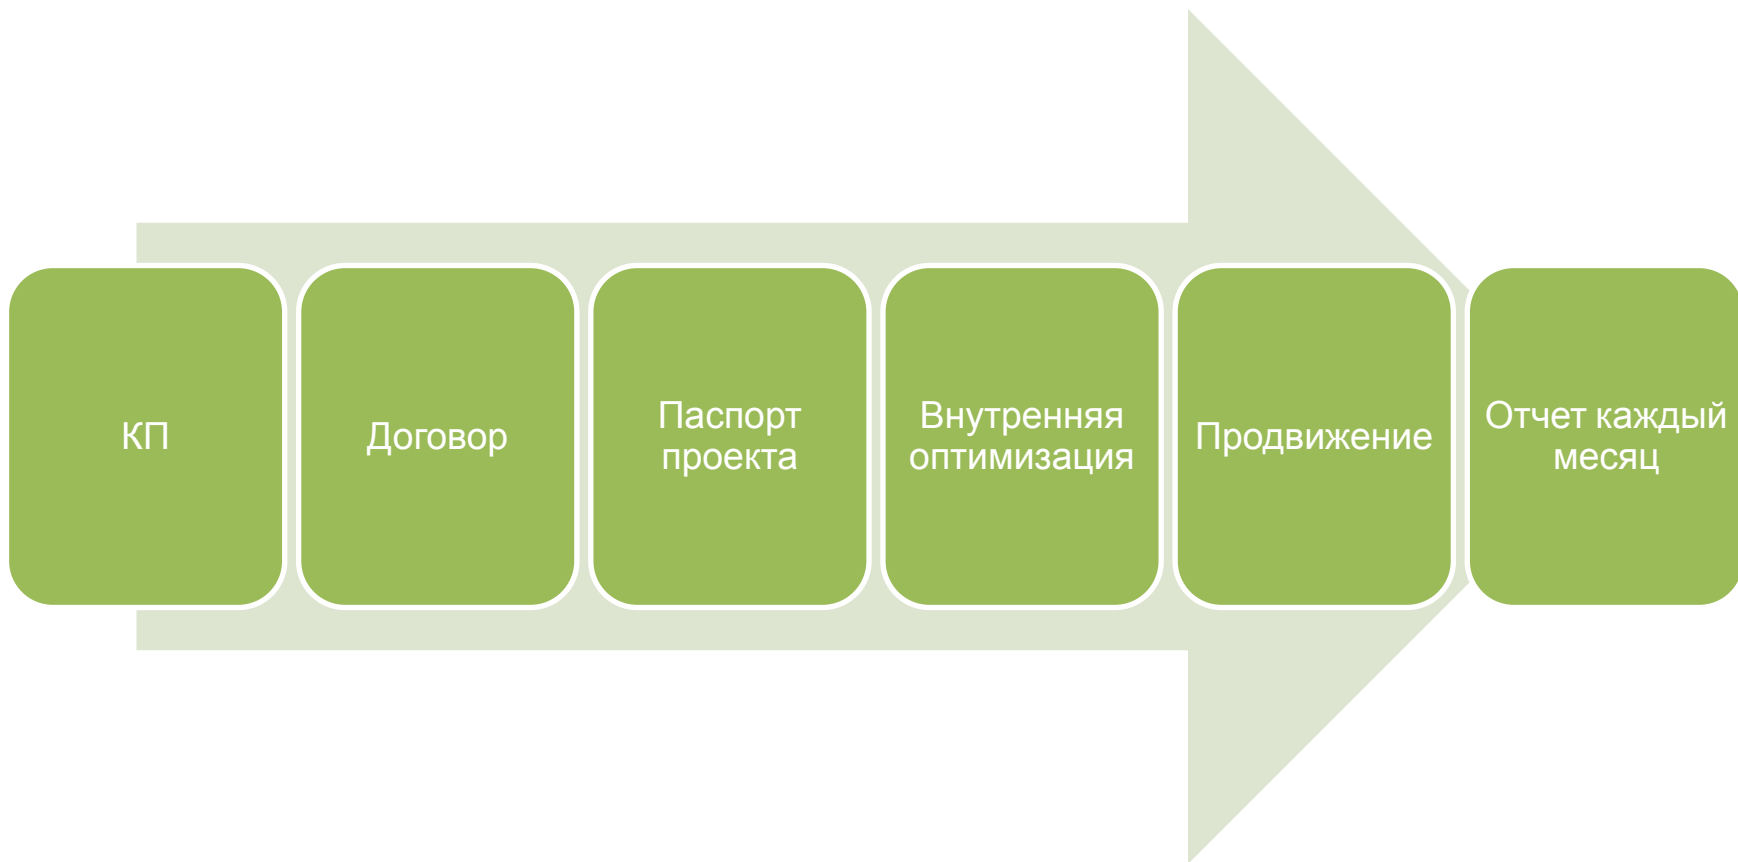 КП
Договор
Паспорт
проекта
Внутренняя
оптимизация
Продвижение
Отчет каждый
месяц